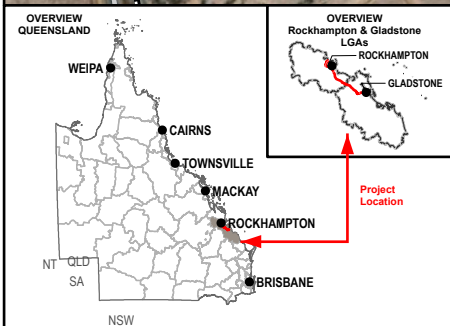 OVERVIEW
QUEENSLAND
WEIPA
CAIRNS
TOWNSVILLE
MACKAY
ROCKHAMPTON
BRISBANE
NT
QLD
SA
NSW
OVERVIEW
Rockhampton & Gladstone
LGAs
ROCKHAMPTON
GLADSTONE
Project
Location